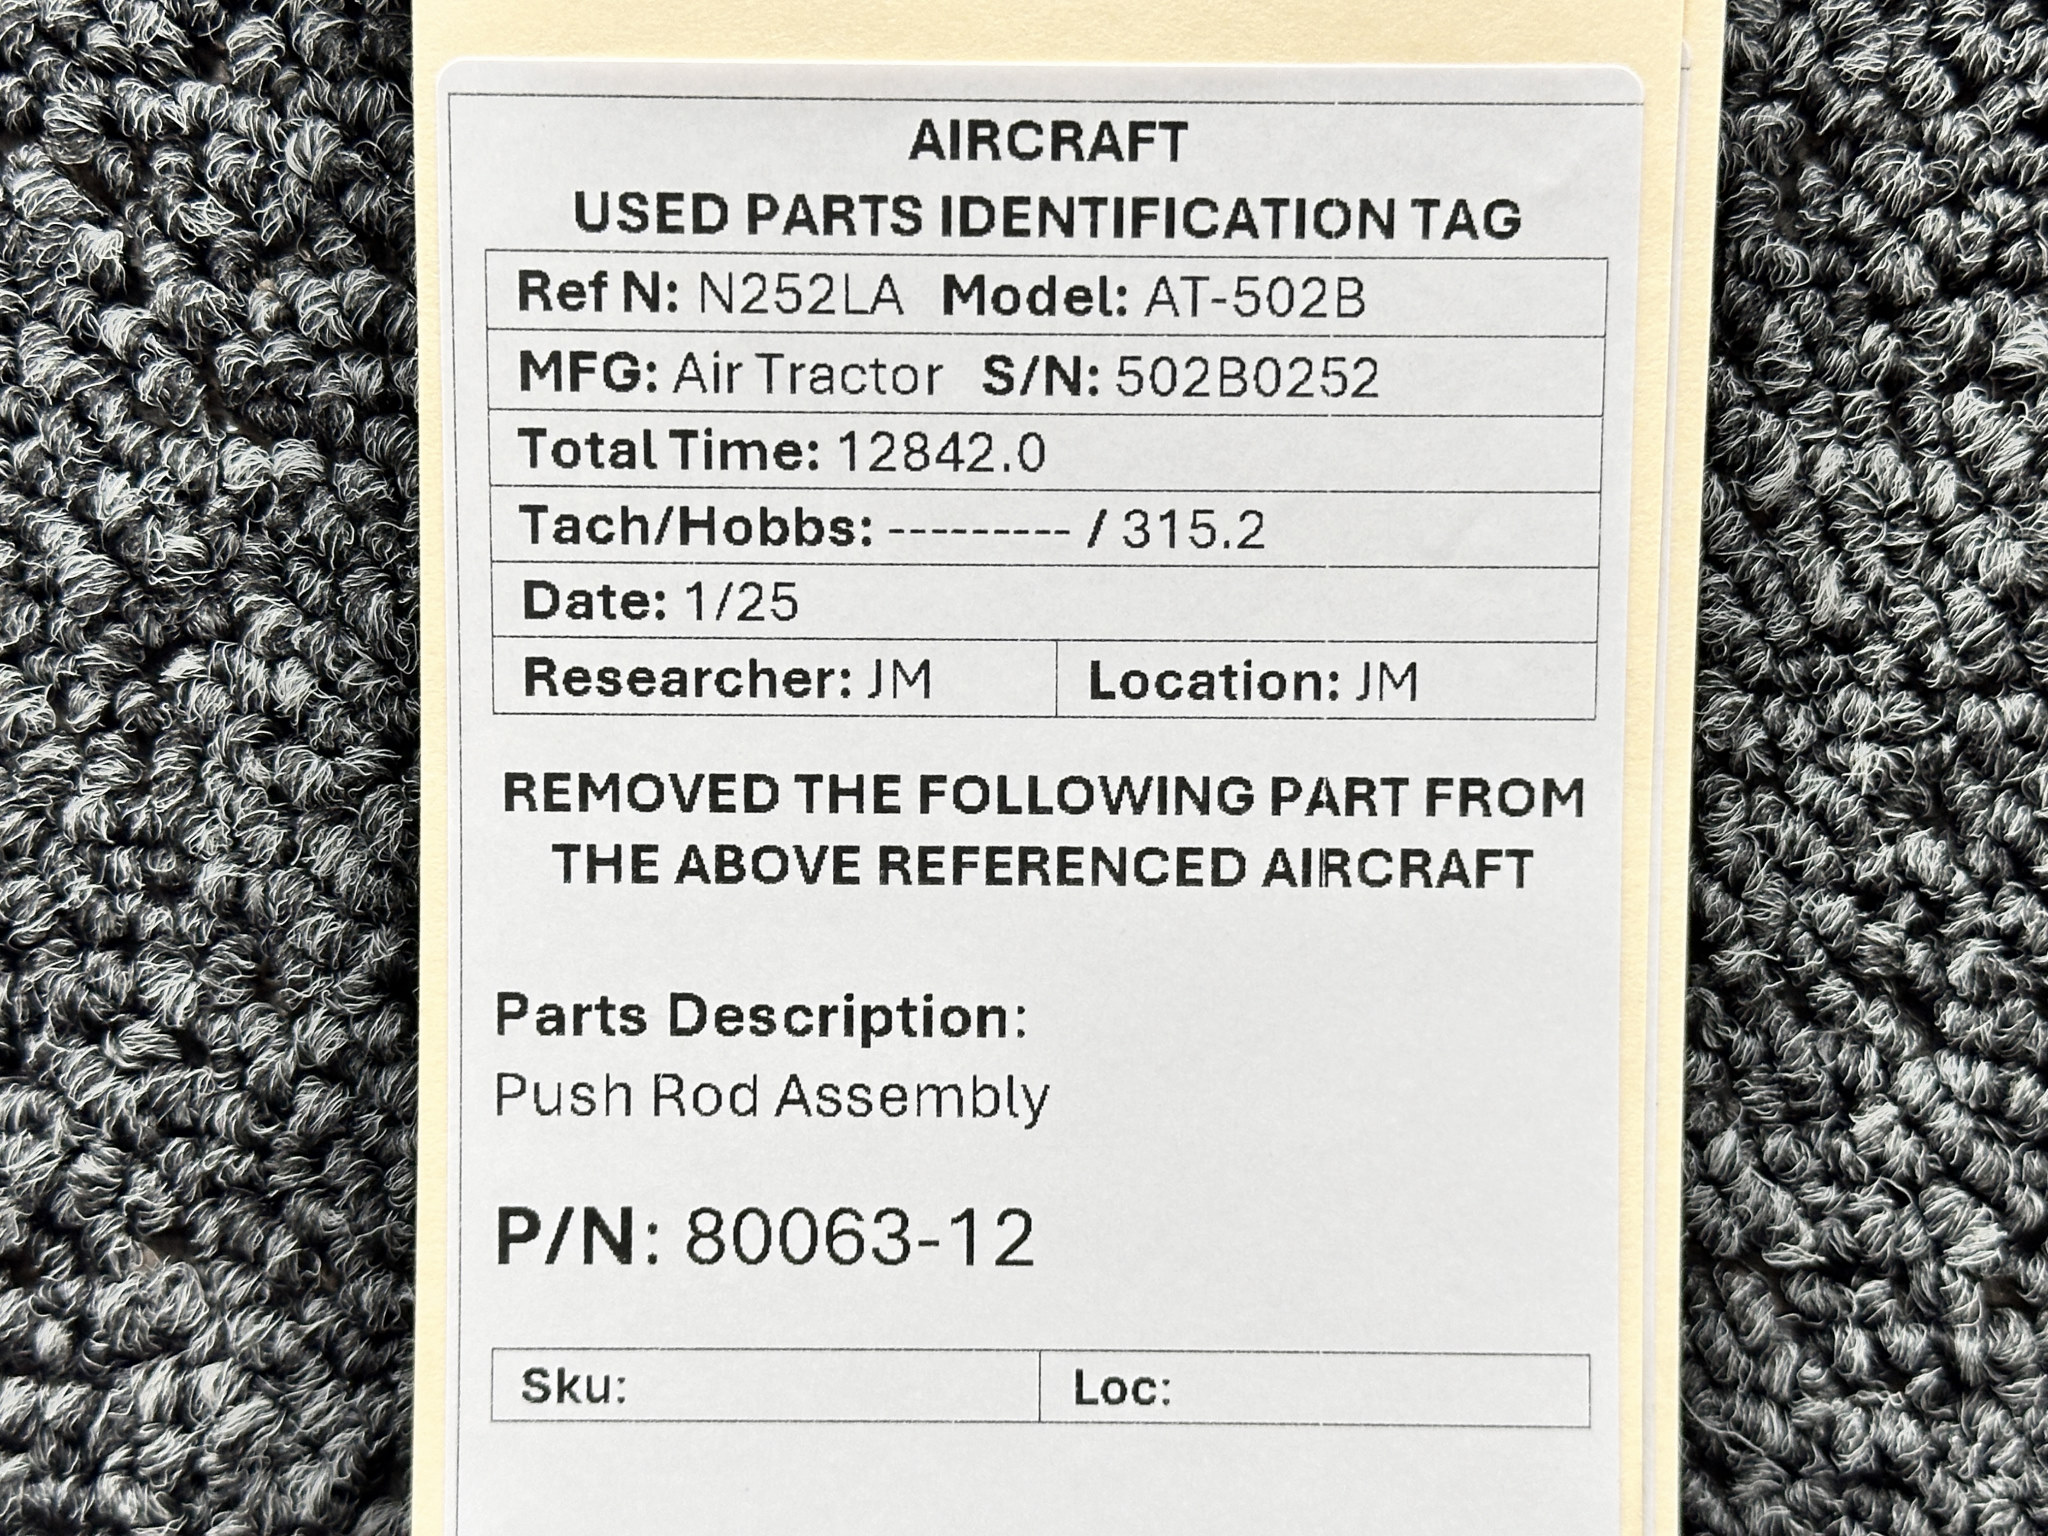 AIRCRAFT
USED PARTS IDENTIFICATION TAG
Ref N: N252LA Model: AT-502B
MFG: Air Tractor S/N: 502B0252
Total Time: 12842.0
Tach/Hobbs: --------- / 315.2
Date: 1/25
Researcher: JM Location: JM
REMOVED THE FOLLOWING PART FROM
THE ABOVE REFERENCED AIRCRAFT
Parts Description:
Push Rod Assembly
P/N: 80063-12
Sku: Loc: